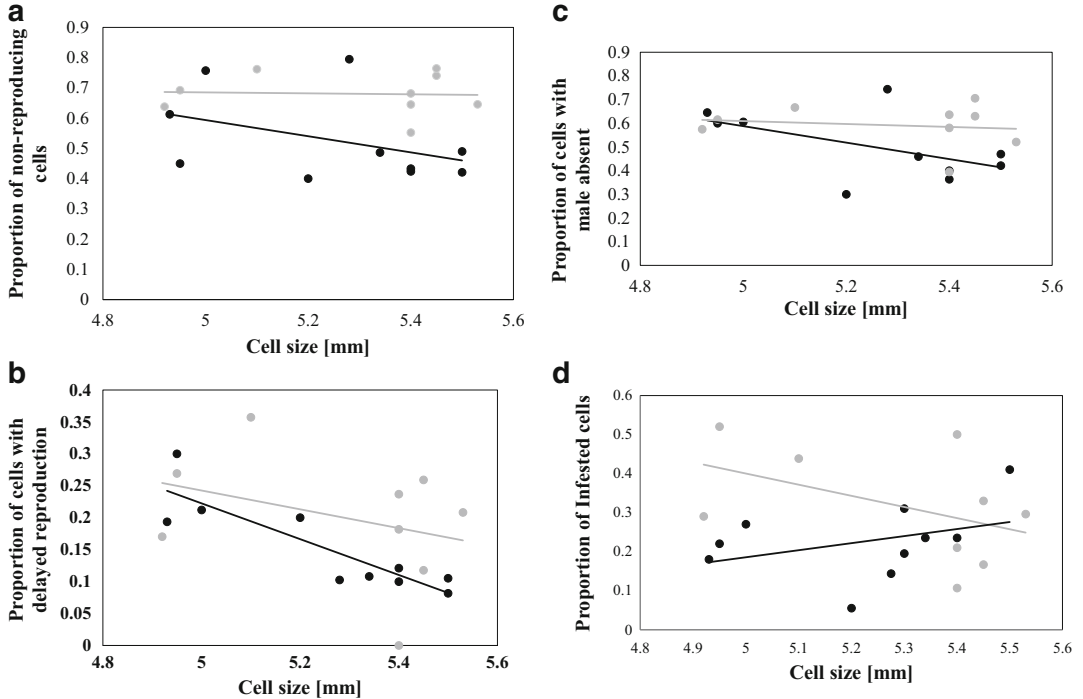 a
Proportion of non-reproducing
cells
0.9
0.8
0.7
0.6
0.5
0.4
0.3
0.2
0.1
0
4.8 5 5.2 5.4 5.6
Cell size [mm]
c
Proportion of cells with
male absent
0.9
0.8
0.7
0.6
0.5
0.4
0.3
0.2
0.1
0
4.8 5 5.2 5.4 5.6
Cell size [mm]
b
Proportion of cells with
delayed reproduction
0.4
0.35
0.3
0.25
0.2
0.15
0.1
0.05
0
4.8 5 5.2 5.4 5.6
Cell size [mm]
d
Proportion of Infested cells
0.6
0.5
0.4
0.3
0.2
0.1
0
4.8 4.9 5 5.1 5.2 5.3 5.4 5.5 5.6
Cell size [mm]